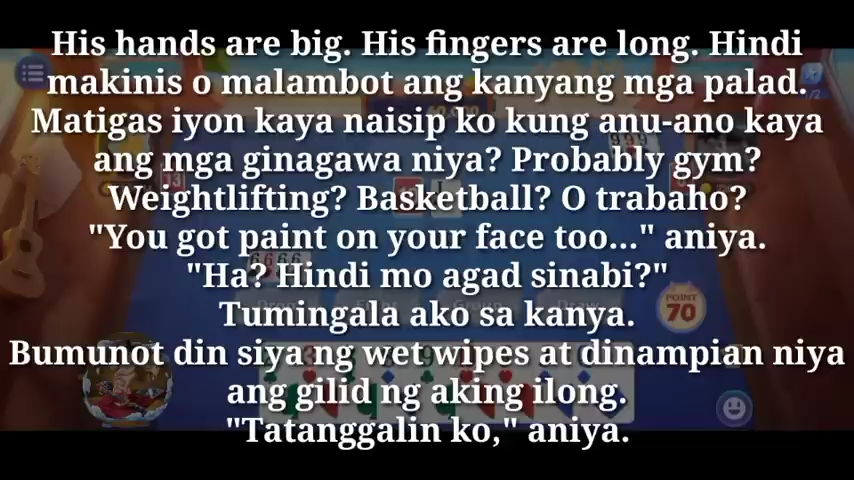 His hands are big. His fingers are long. Hindi
makinis o malambot ang kanyang mga palad.
Matigas iyon kaya naisip ko kung anu-ano kaya
ang mga ginagawa niya? Probably gym?
Weightlifting? Basketball? O trabaho?
"You got paint on your face too..." aniya.
"Ha? Hindi mo agad sinabi?"
Tumingala ako sa kanya.
Bumunot din siya ng wet wipes at dinampian niya
ang gilid ng aking ilong.
"Tatanggalin ko," aniya.
POINT
70
13